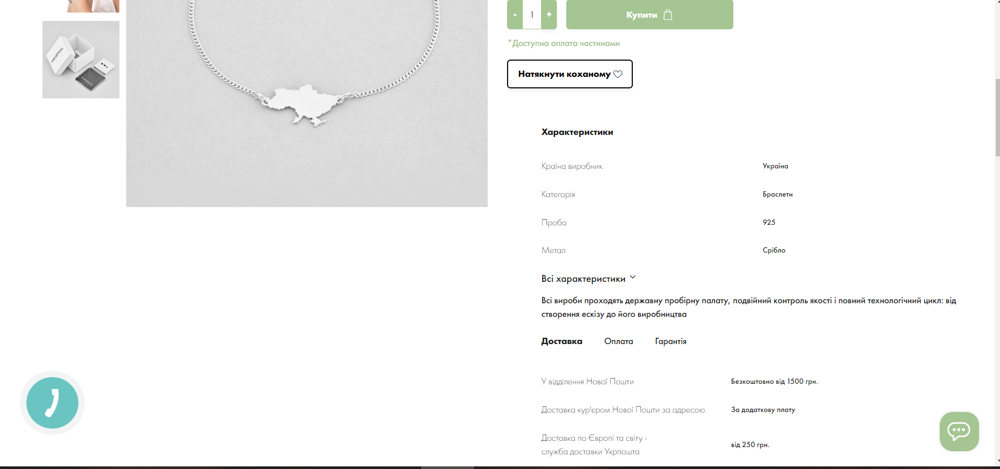 MINIMAL
MINIMAL
- 1 +
Купити
*Доступна оплата частинами
Натякнути коханому
Характеристики
Країна виробник Україна
Категорія Браслети
Проба 925
Метал Срібло
Всі характеристики
Всі вироби проходять державну пробірну палату, подвійний контроль якості і повний технологічний цикл: від
створення ескізу до його виробництва
Доставка Оплата Гарантія
У відділення Нової Пошти Безкоштовно від 1500 грн.
Доставка кур'єром Нової Пошти за адресою За додаткову плату
Доставка по Європі та світу -
служба доставки Укрпошта
від 250 грн.